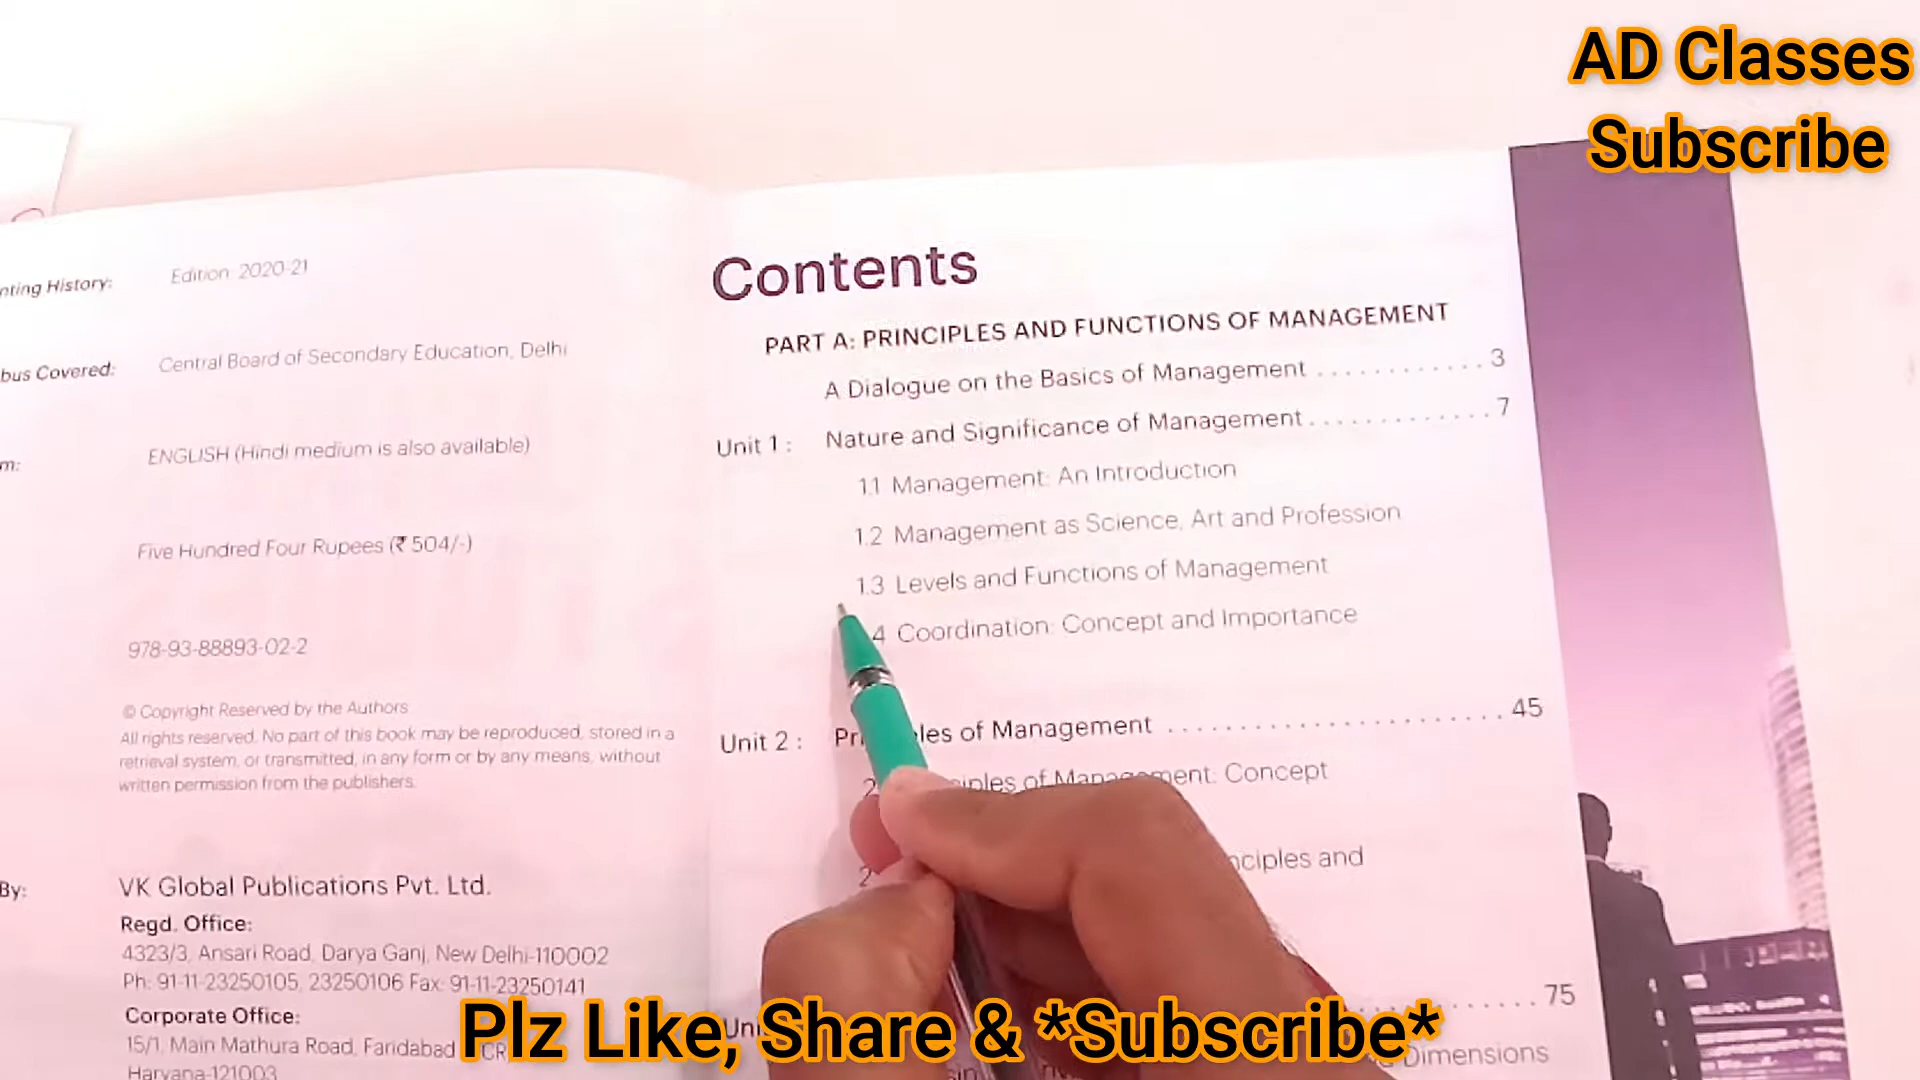 AD Classes
Subscribe
nting History:
Edition: 2020-21
bus Covered:
Central Board of Secondary Education, Delhi
m:
ENGLISH (Hindi medium is also available)
Five Hundred Four Rupees (₹ 504/-)
978-93-88893-02-2
© Copyright Reserved by the Authors
All rights reserved. No part of this book may be reproduced, stored in a
retrieval system, or transmitted, in any form or by any means, without
written permission from the publishers.
By:
VK Global Publications Pvt. Ltd.
Regd. Office:
4323/3, Ansari Road, Darya Ganj, New Delhi-110002
Ph: 91-11-23250105, 23250106 Fax: 91-11-23250141
Corporate Office:
15/1, Main Mathura Road, Faridabad
Haryana-121003
Contents
PART A: PRINCIPLES AND FUNCTIONS OF MANAGEMENT
A Dialogue on the Basics of Management ............ 3
Unit 1 : Nature and Significance of Management ............. 7
1.1 Management: An Introduction
1.2 Management as Science, Art and Profession
1.3 Levels and Functions of Management
4 Coordination: Concept and Importance
Unit 2 : les of Management ...................... 45
of Management: Concept
and
75
Dimensions
Plz Like, Share & *Subscribe*